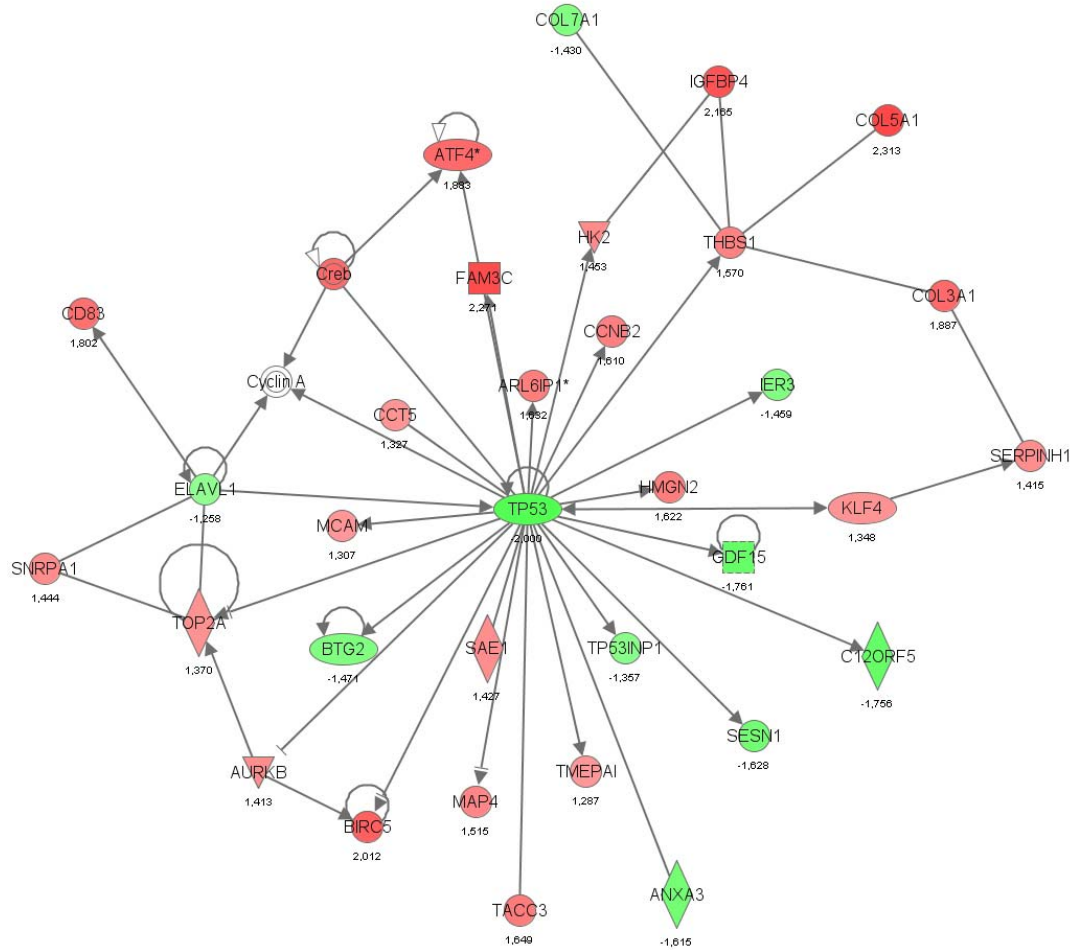 COL7A1
-1,430
IGFBP4
2,165
COL5A1
2,313
ATF4*
1,883
HK2
1,453
THBS1
1,570
Creb
FAM3C
2,271
COL3A1
1,887
CD83
1,802
CCNB2
1,610
Cyclin A
ARL6IP1*
1,632
IER3
-1,459
CCT5
1,327
SERPINH1
1,415
ELAVL1
-1,258
HMGN2
1,622
TP53
-2,000
KLF4
1,348
MCAM
1,307
GDF15
-1,761
SNRPA1
1,444
TOP2A
1,370
BTG2
-1,471
SAE1
1,427
TP53INP1
-1,357
C12ORF5
-1,756
SESN1
-1,628
AURKB
1,413
TMEPAI
1,287
MAP4
1,515
BIRC5
2,012
ANXA3
-1,615
TACC3
1,649